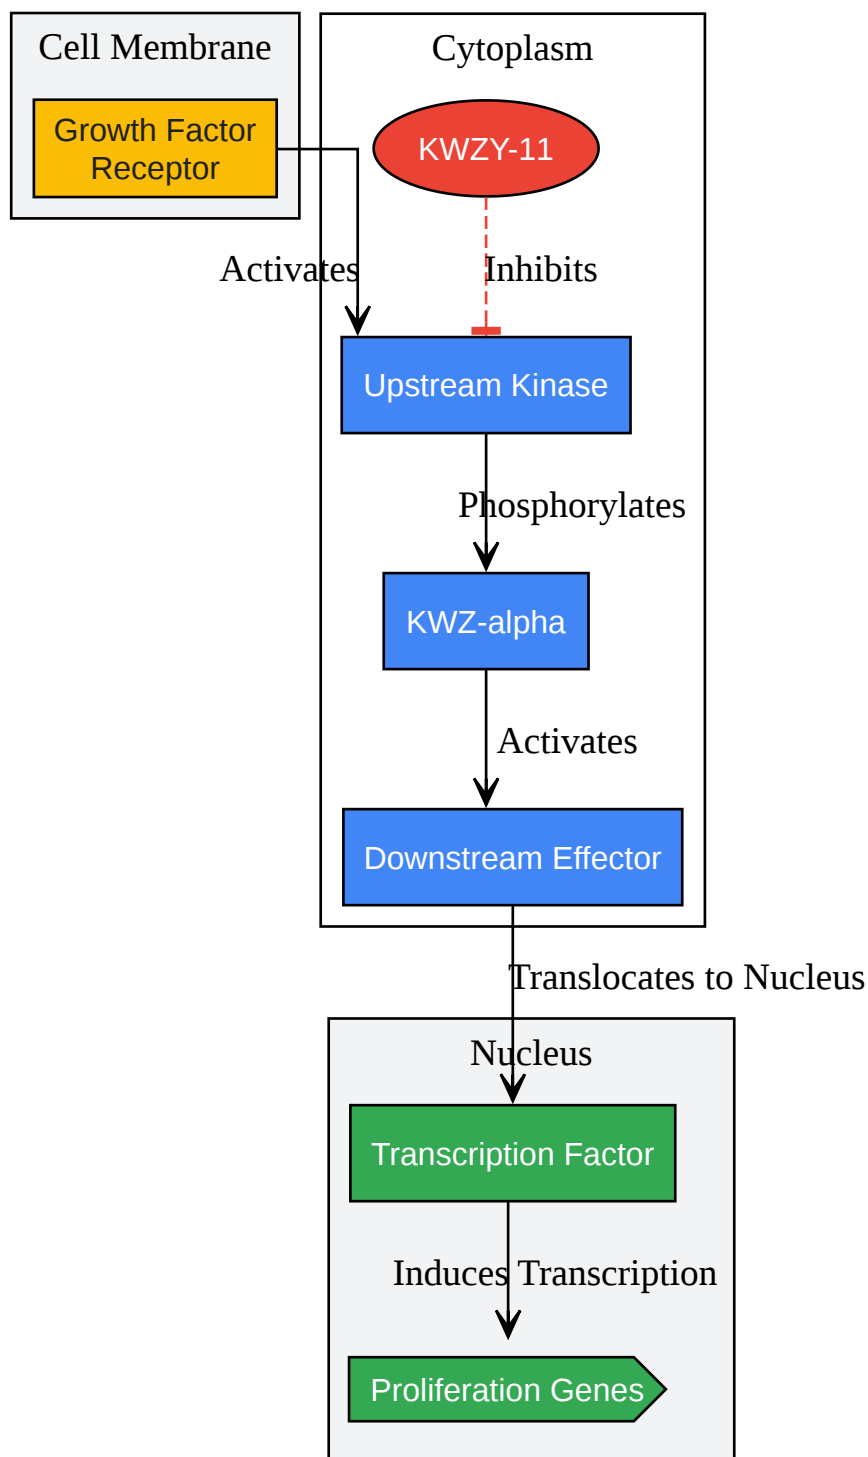 Cell Membrane
Growth Factor
Receptor
Cytoplasm
KWZY-11
Activates
Inhibits
Upstream Kinase
Phosphorylates
KWZ-alpha
Activates
Downstream Effector
Translocates to Nucleus
Nucleus
Transcription Factor
Induces Transcription
Proliferation Genes